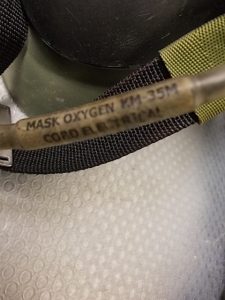 MASK OXYGEN KM-35M
CORD ELECTRICAL